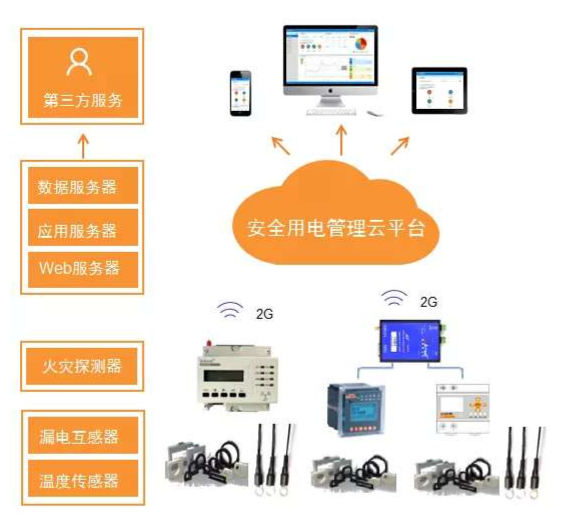 第三方服务
数据服务器
应用服务器
Web服务器
安全用电管理云平台
2G
2G
火灾探测器
漏电互感器
温度传感器